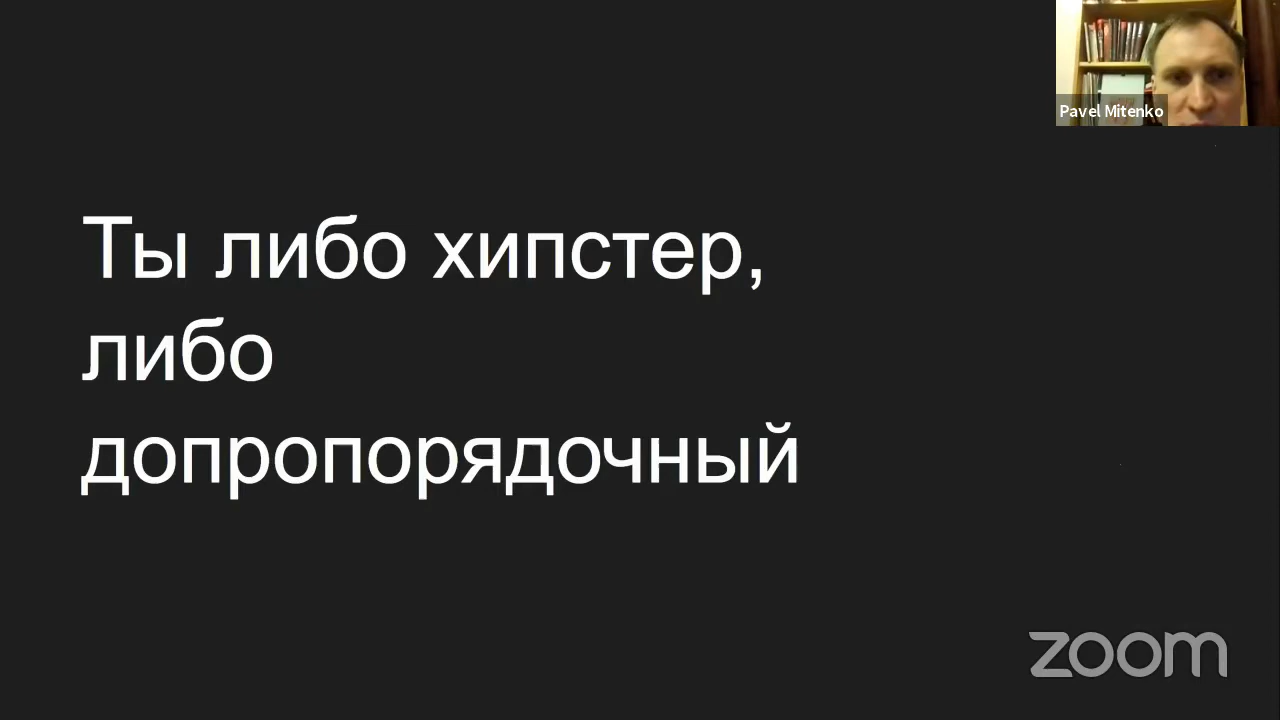 Pavel Mitenko
Ты либо хипстер,
либо
допропорядочный
zoom